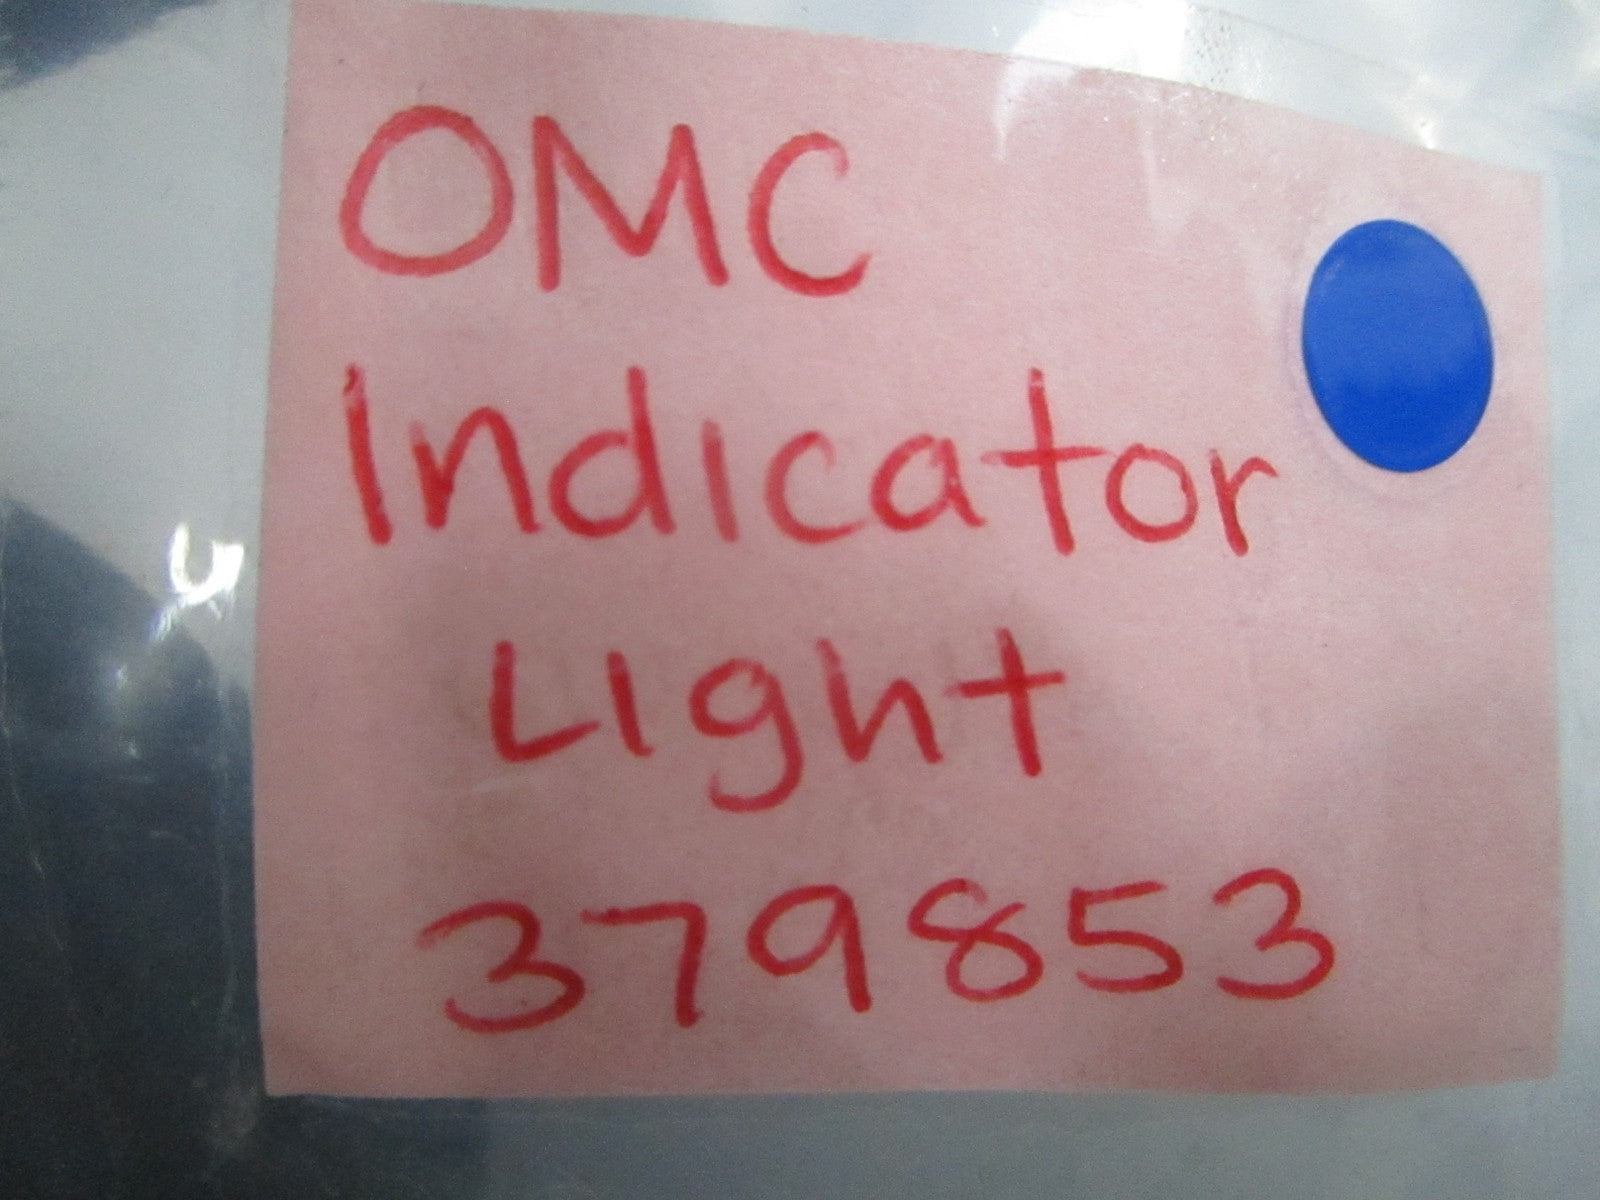 OMC
Indicator
Light
379853